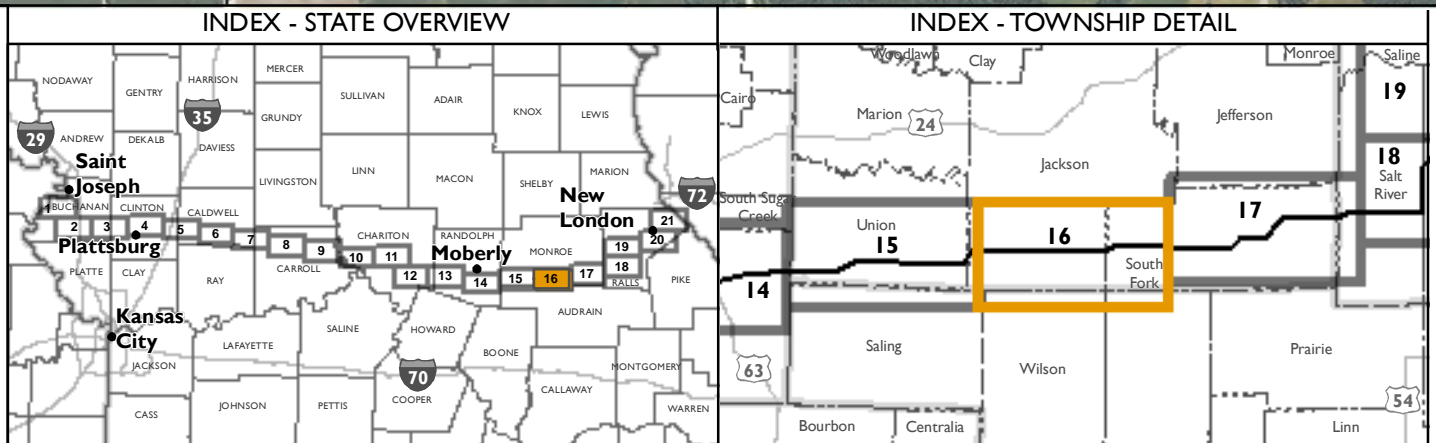 INDEX - STATE OVERVIEW
NODAWAY
GENTRY
HARRISON
MERCER
SULLIVAN
ADAIR
KNOX
LEWIS
GRUNDY
35
29
ANDREW
DEKALB
DAVIESS
Saint
Joseph
LIVINGSTON
LINN
MACON
SHELBY
MARION
New
London
72
1
BUCHANAN
CLINTON
CALDWELL
2
3
4
5
6
7
8
9
10
11
12
13
14
15
16
17
18
19
20
21
Plattsburg
CHARITON
RANDOLPH
Moberly
MONROE
RALLS
PIKE
PLATTE
CLAY
RAY
CARROLL
AUDRAIN
Kansas
City
SALINE
HOWARD
LAFAYETTE
BOONE
JACKSON
70
MONTGOMERY
CALLAWAY
COOPER
CASS
JOHNSON
PETTIS
WARREN
INDEX - TOWNSHIP DETAIL
Woodlawn
Clay
Monroe
Saline
Cairo
19
Marion
24
Jefferson
Jackson
18
Salt
River
South Sugar
Creek
Union
15
16
17
14
South
Fork
Saling
63
Wilson
Prairie
54
Bourbon
Centralia
Linn